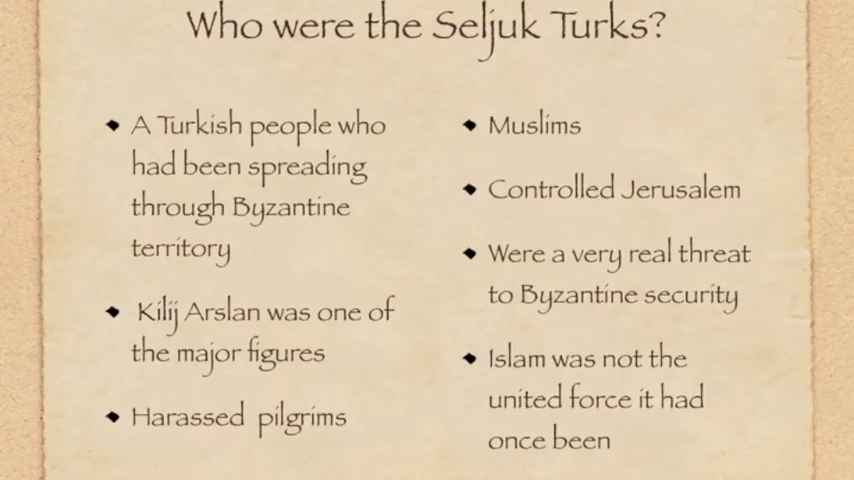 Who were the Seljuk Turks?
A Turkish people who
had been spreading
through Byzantine
territory
Kilij Arslan was one of
the major figures
Harassed pilgrims
Muslims
Controlled Jerusalem
Were a very real threat
to Byzantine security
Islam was not the
united force it had
once been